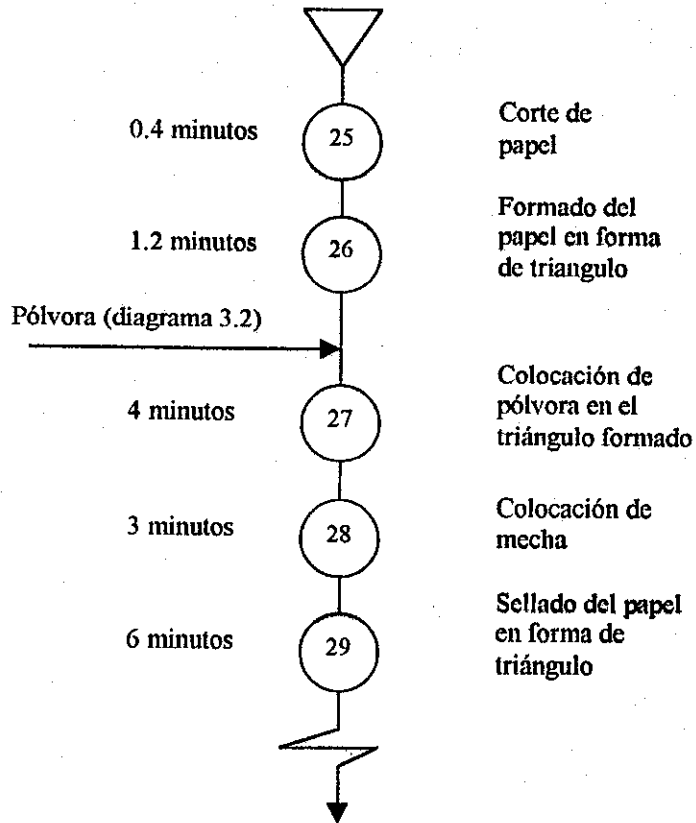 0.4 minutos
25
Corte de
papel
1.2 minutos
26
Formado del
papel en forma
de triangulo
Pólvora (diagrama 3.2)
4 minutos
27
Colocación de
pólvora en el
triángulo formado
3 minutos
28
Colocación de
mecha
6 minutos
29
Sellado del papel
en forma de
triángulo